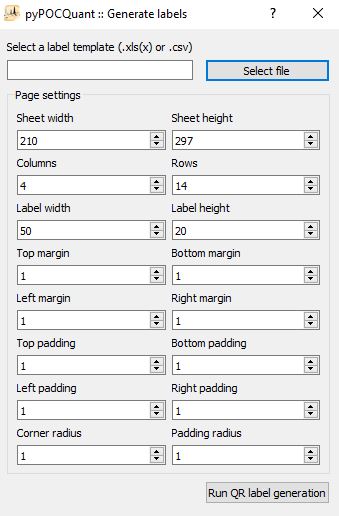 pyPOCQuant :: Generate labels ? ×
Select a label template (.xls(x) or .csv)
Select file
Page settings
Sheet width Sheet height
210 297
Columns Rows
4 14
Label width Label height
50 20
Top margin Bottom margin
1 1
Left margin Right margin
1 1
Top padding Bottom padding
1 1
Left padding Right padding
1 1
Corner radius Padding radius
1 1
Run QR label generation